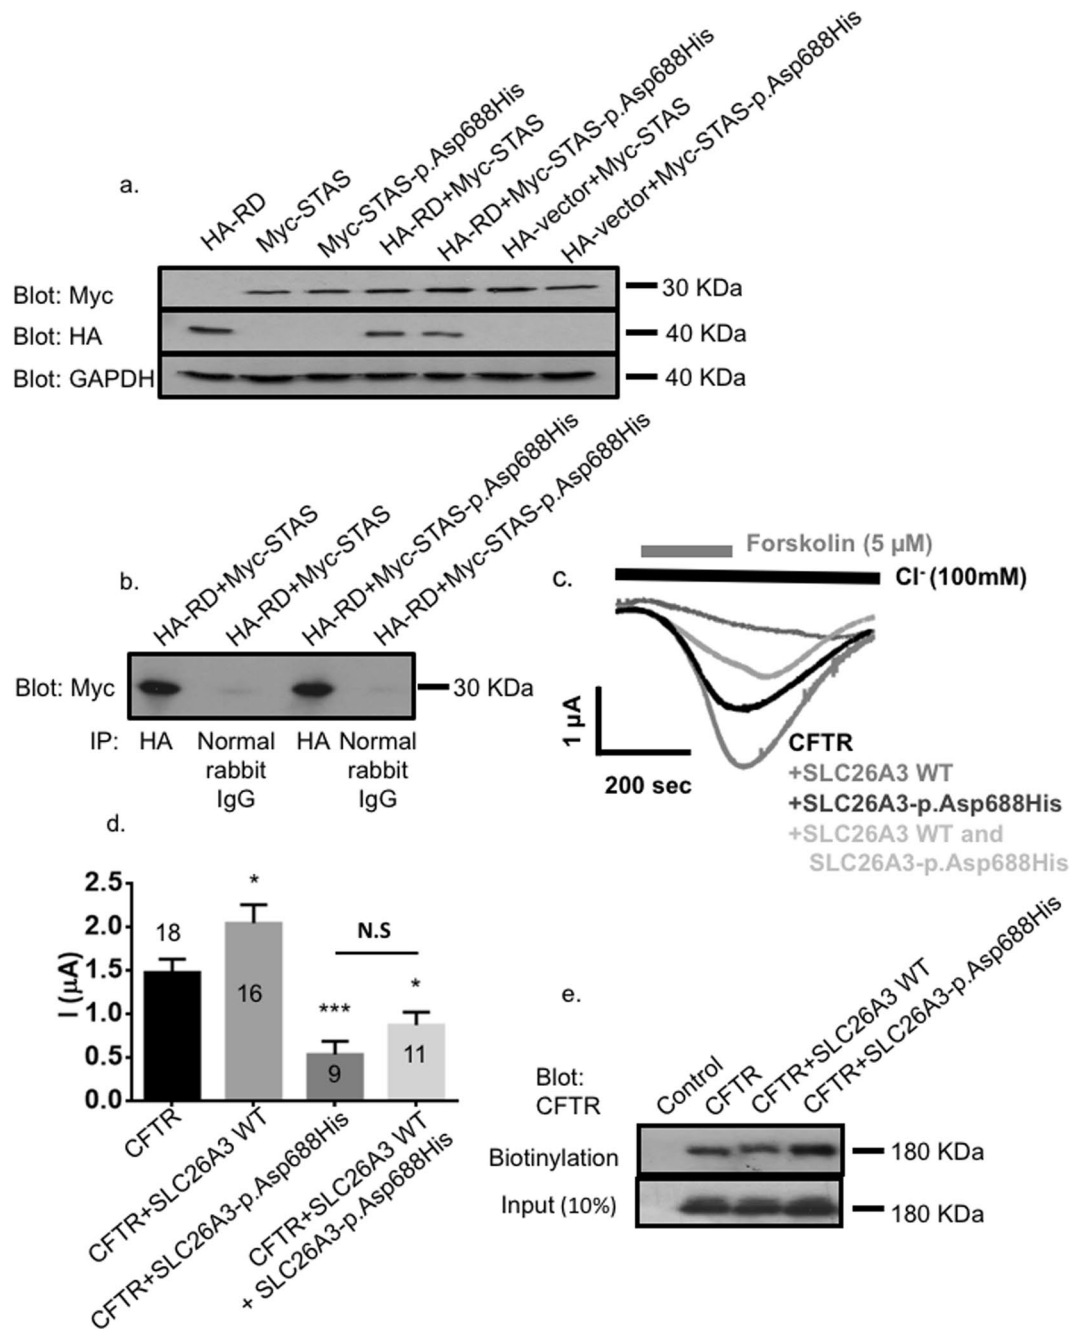 a.
HA-RD
Myc-STAS
Myc-STAS-p.Asp688His
HA-RD+Myc-STAS
HA-RD+Myc-STAS-p.Asp688His
HA-vector+Myc-STAS
HA-vector+Myc-STAS-p.Asp688His
Blot: Myc
30 KDa
Blot: HA
40 KDa
Blot: GAPDH
40 KDa
b.
HA-RD+Myc-STAS
HA-RD+Myc-STAS
HA-RD+Myc-STAS-p.Asp688His
HA-RD+Myc-STAS-p.Asp688His
Blot: Myc
30 KDa
IP:
HA
Normal
rabbit
IgG
HA
Normal
rabbit
IgG
c.
Forskolin (5 µM)
Cl- (100mM)
1 µA
200 sec
CFTR
+SLC26A3 WT
+SLC26A3-p.Asp688His
+SLC26A3 WT and
SLC26A3-p.Asp688His
d.
I (µA)
2.5
2.0
1.5
1.0
0.5
0.0
18
*
16
N.S
***
9
*
11
CFTR
CFTR+SLC26A3 WT
CFTR+SLC26A3-p.Asp688His
CFTR+SLC26A3 WT
+ SLC26A3-p.Asp688His
e.
Blot:
CFTR
Control
CFTR
CFTR+SLC26A3 WT
CFTR+SLC26A3-p.Asp688His
Biotinylation
180 KDa
Input (10%)
180 KDa